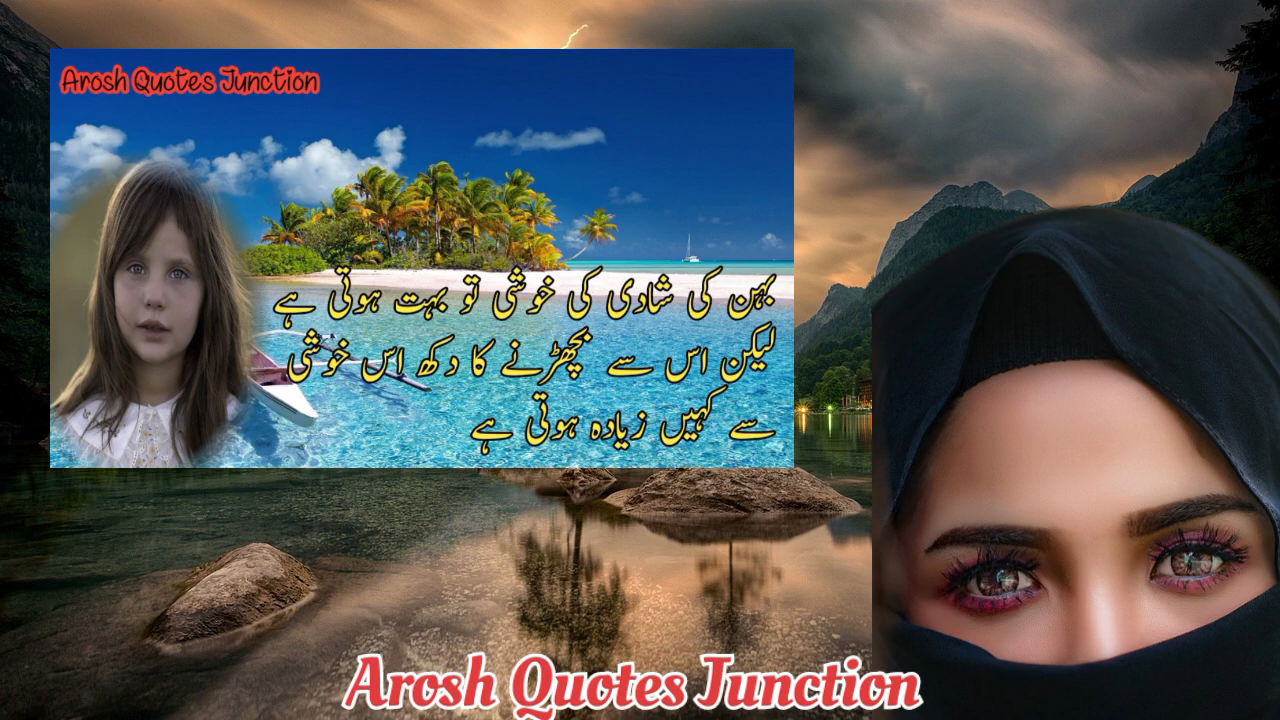 Arosh Quotes Junction
بہن کی شادی کی خوشی تو بہت ہوتی ہے
لیکن اس سے بچھڑنے کا دکھ اس خوشی
سے کہیں زیادہ ہوتی ہے
Arosh Quotes Junction